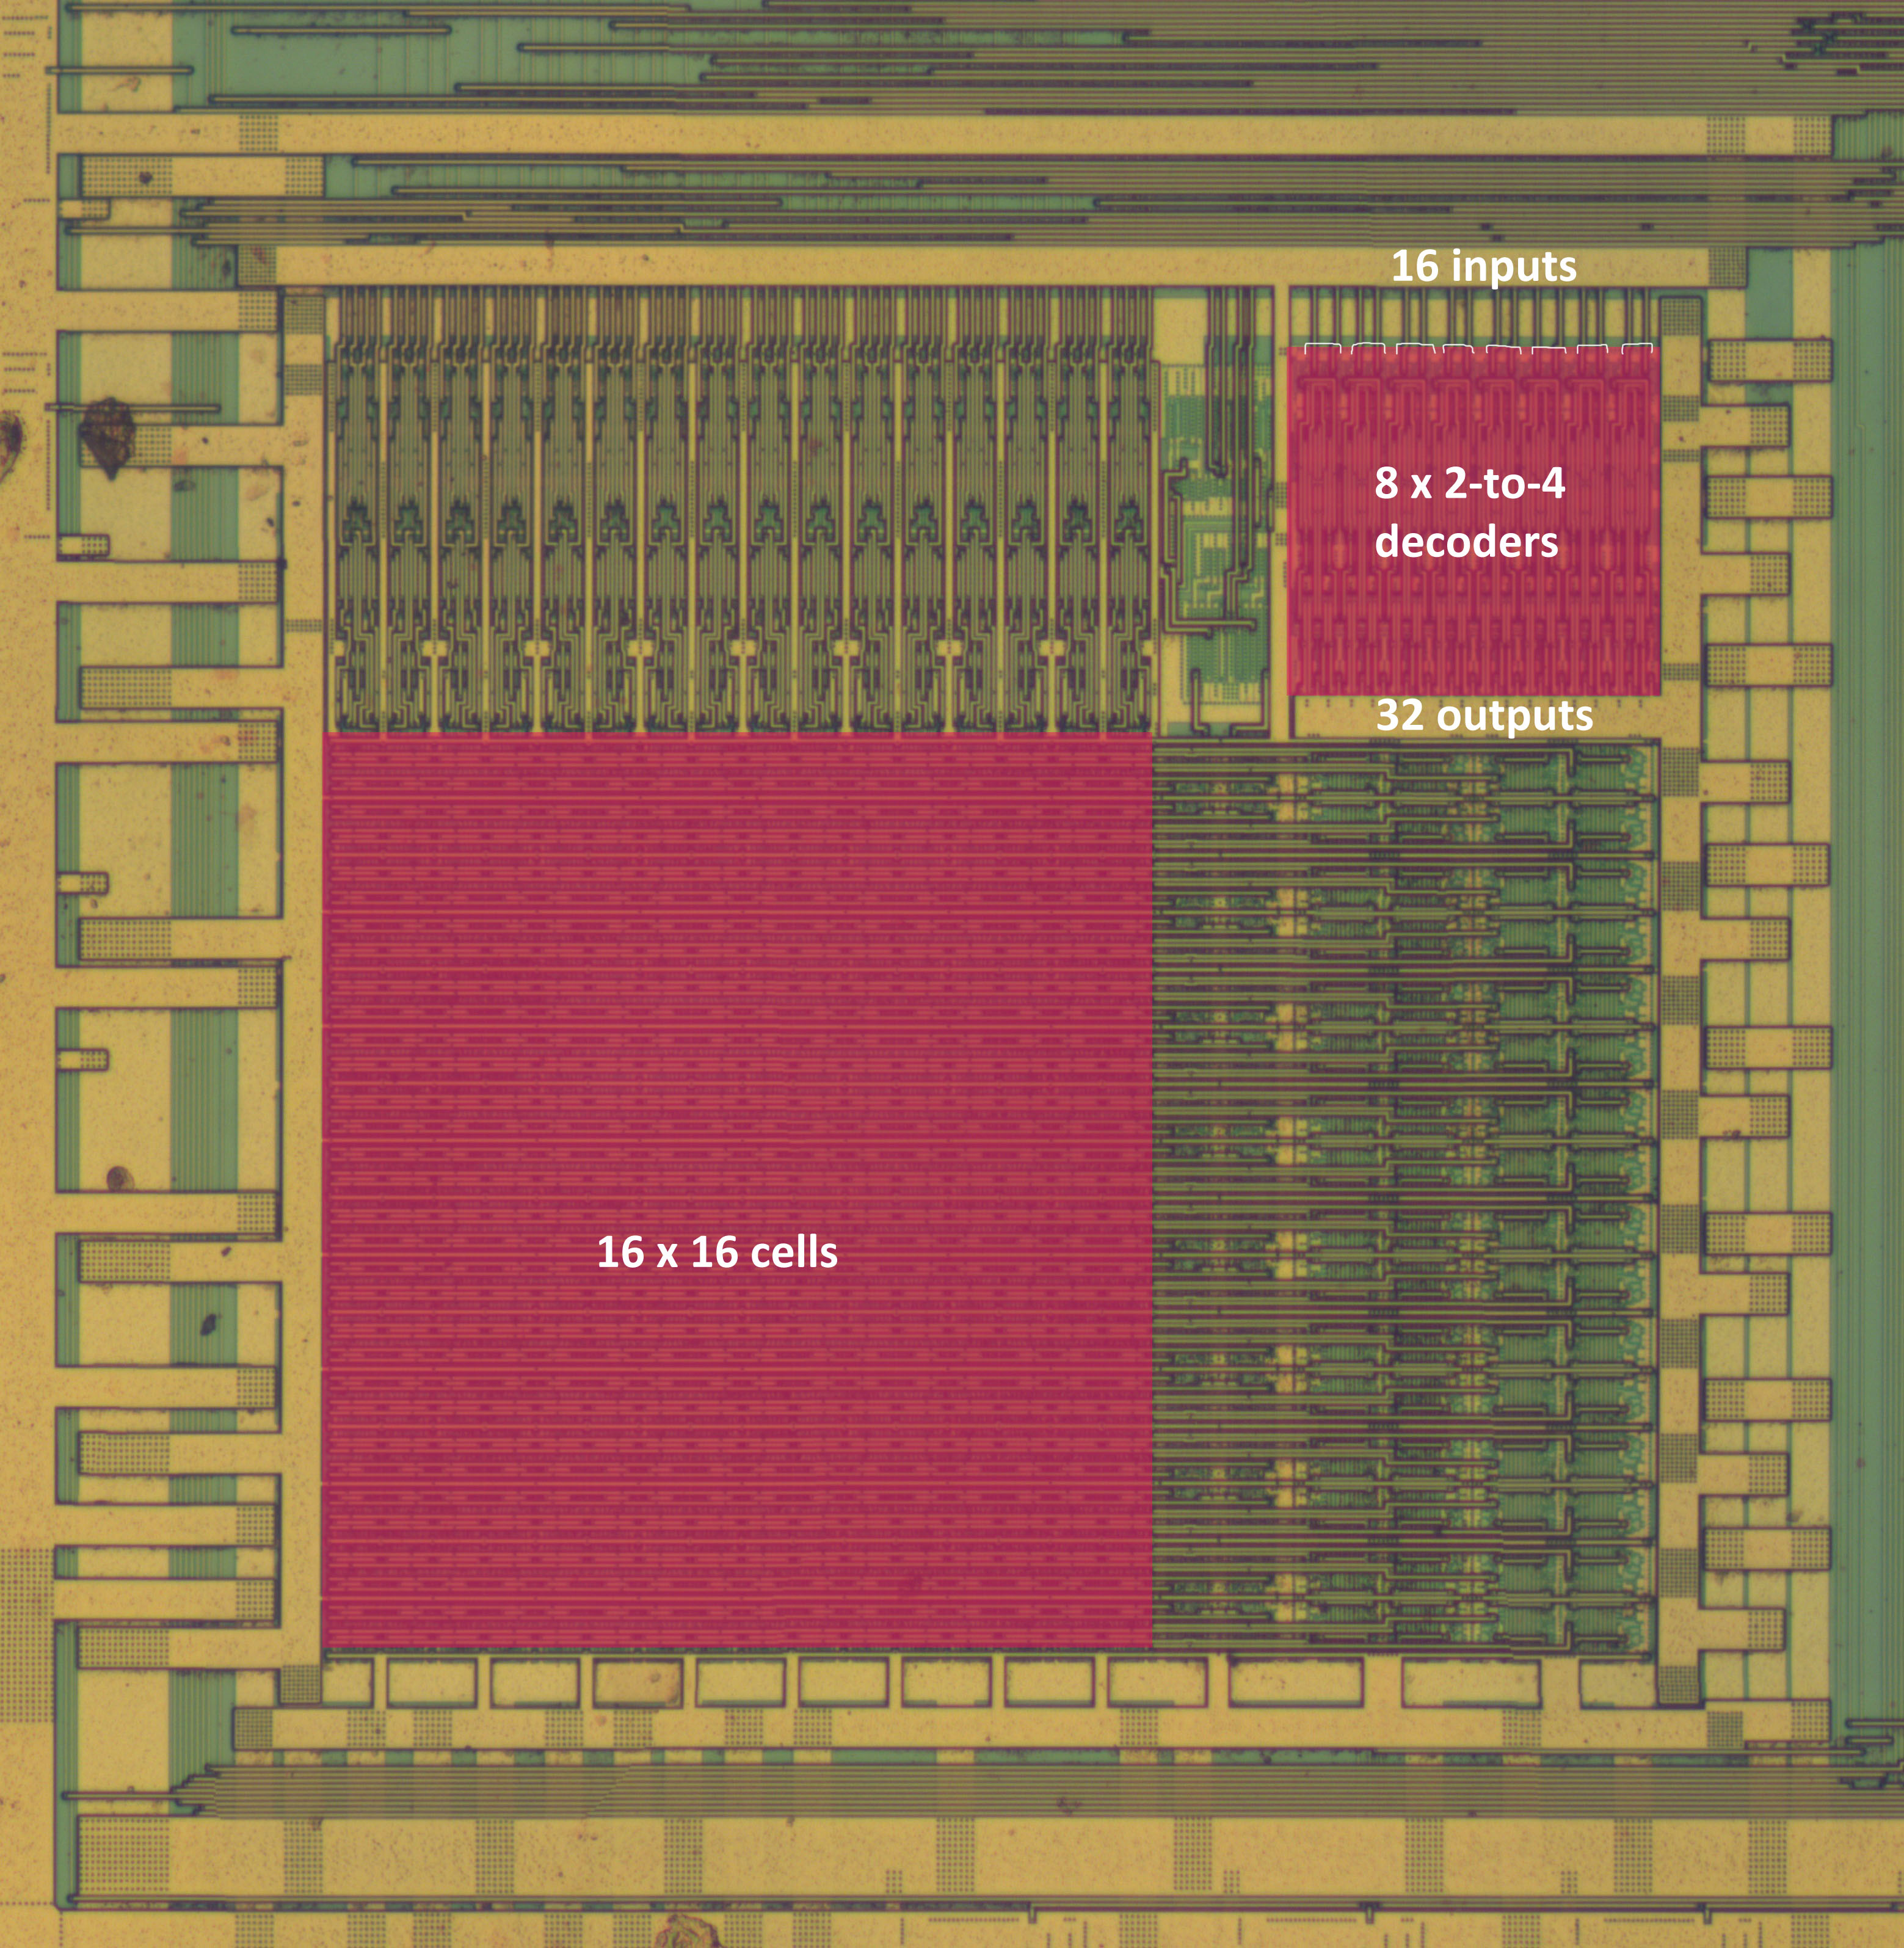 16 inputs
8 x 2-to-4
decoders
32 outputs
16 x 16 cells